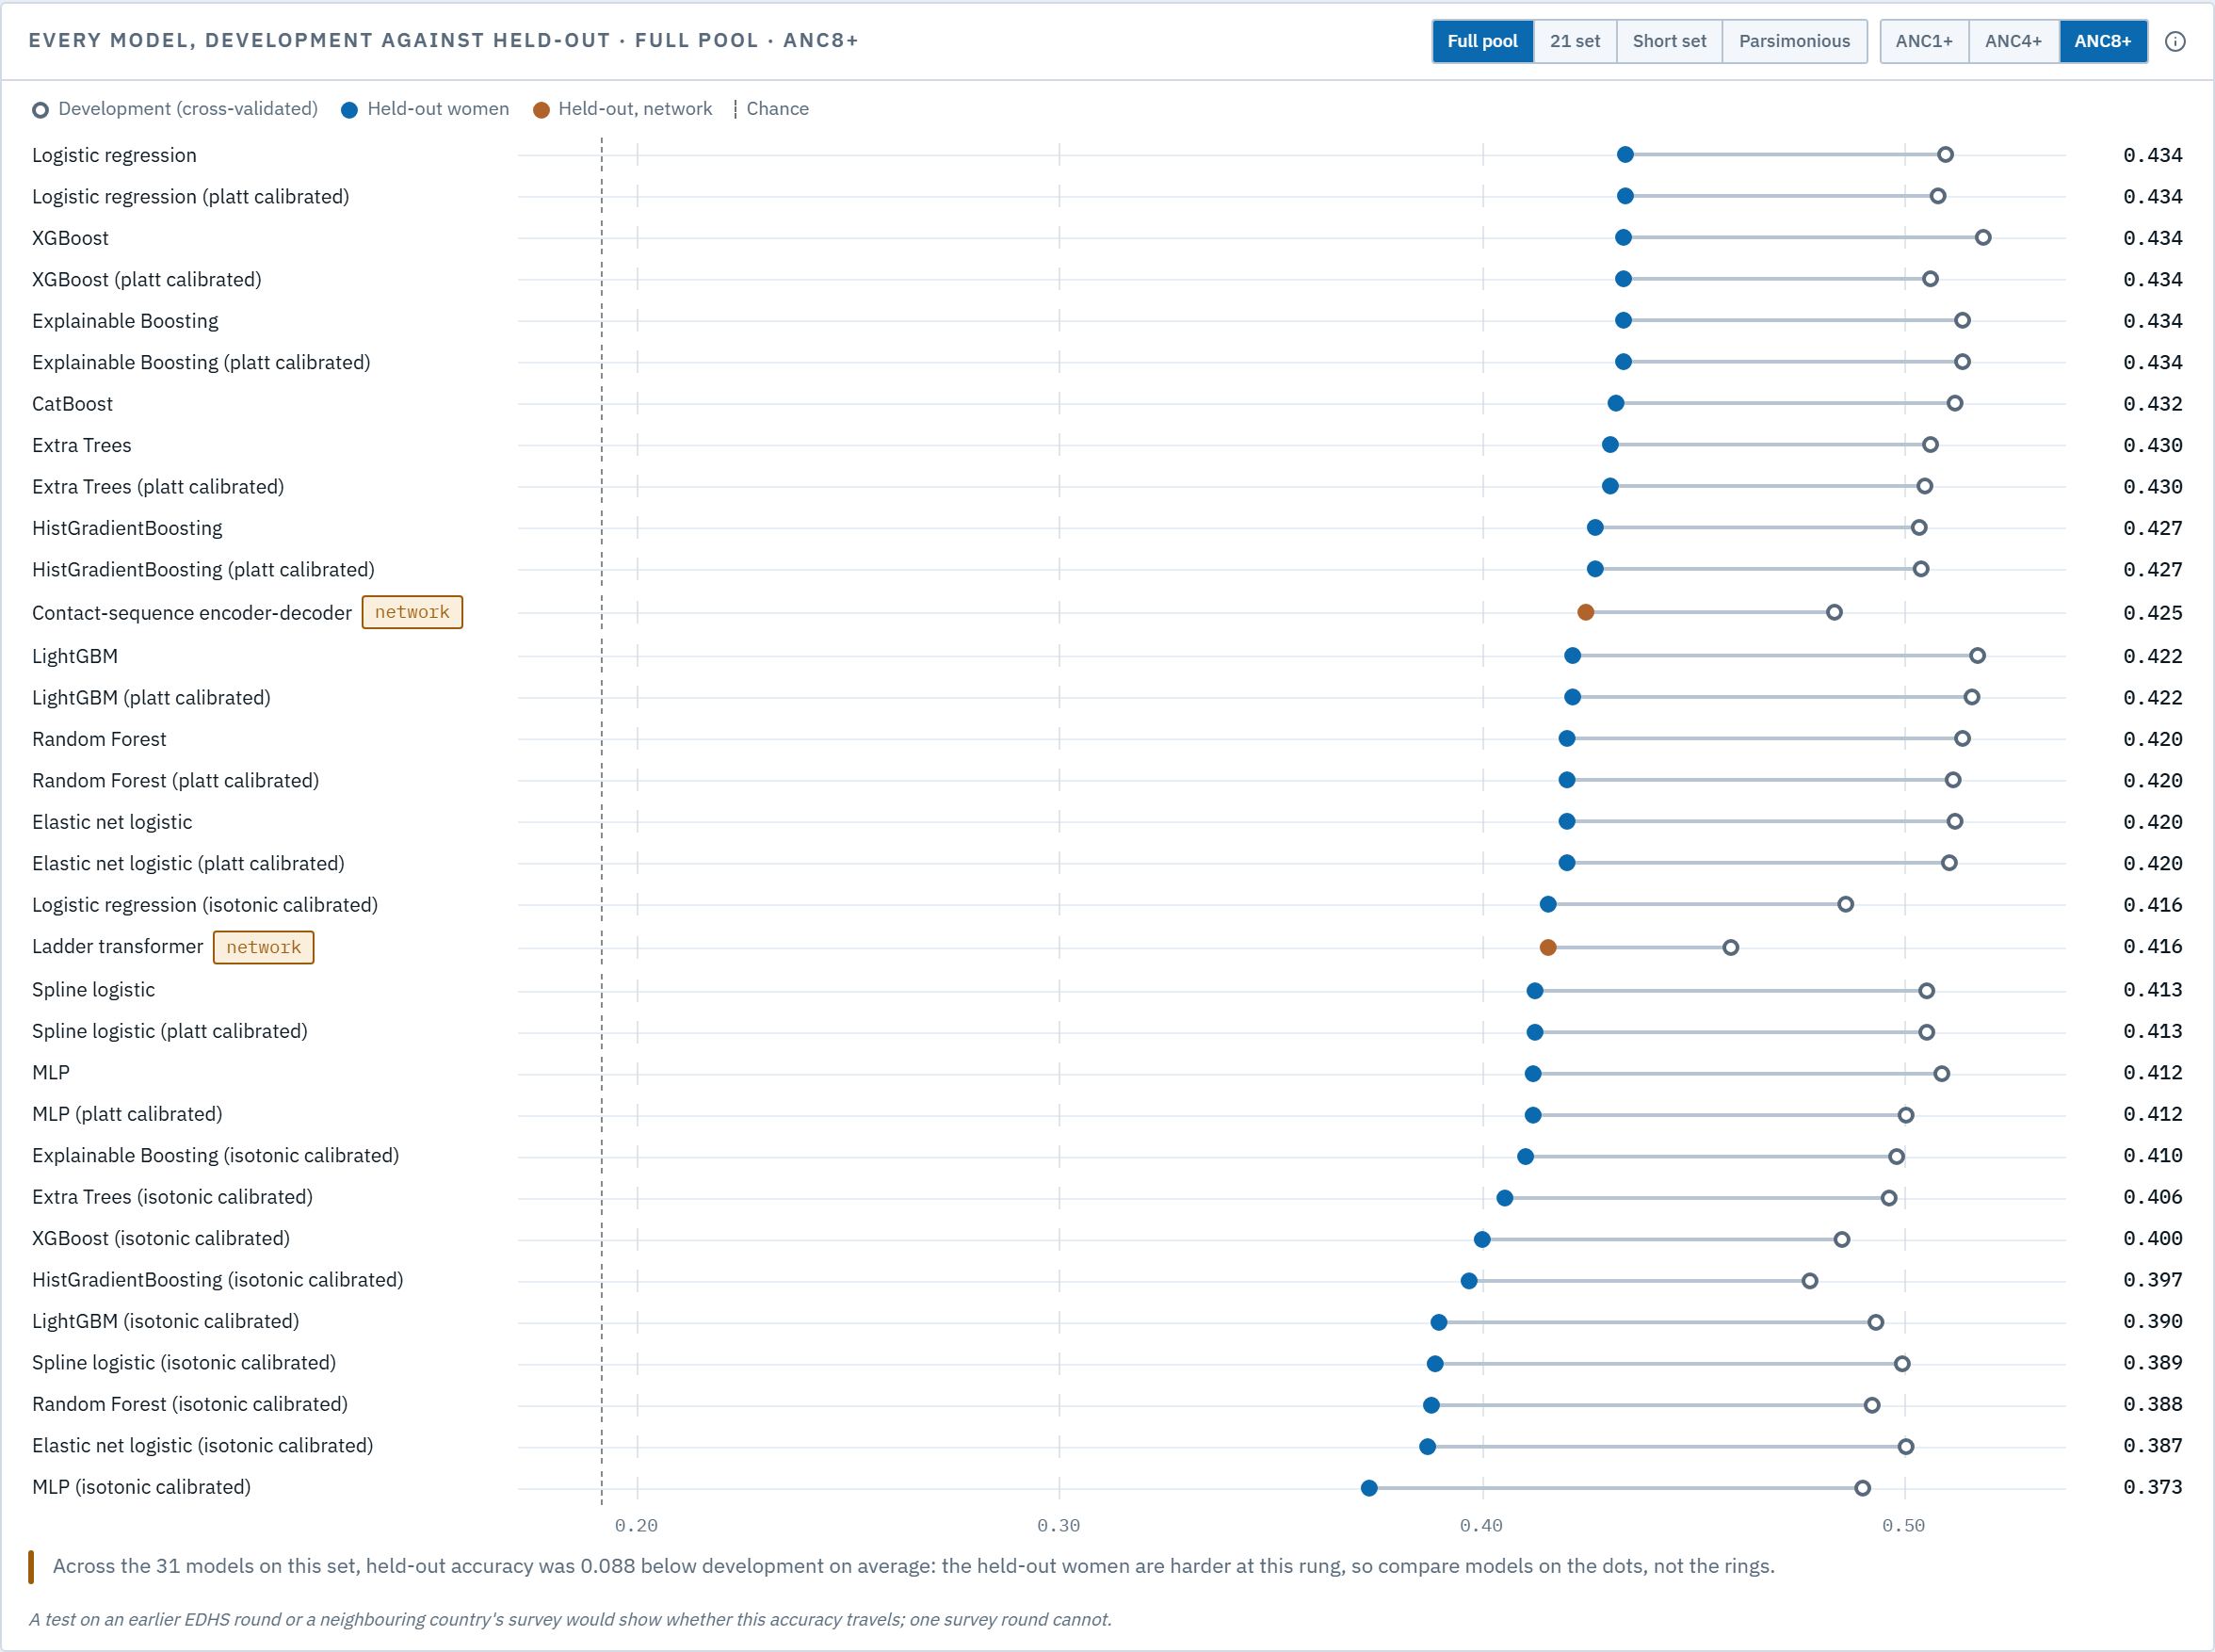 EVERY MODEL, DEVELOPMENT AGAINST HELD-OUT · FULL POOL · ANC8+
Full pool 21 set Short set Parsimonious ANC1+ ANC4+ ANC8+
Development (cross-validated) Held-out women Held-out, network Chance
Logistic regression 0.434
Logistic regression (platt calibrated) 0.434
XGBoost 0.434
XGBoost (platt calibrated) 0.434
Explainable Boosting 0.434
Explainable Boosting (platt calibrated) 0.434
CatBoost 0.432
Extra Trees 0.430
Extra Trees (platt calibrated) 0.430
HistGradientBoosting 0.427
HistGradientBoosting (platt calibrated) 0.427
Contact-sequence encoder-decoder network 0.425
LightGBM 0.422
LightGBM (platt calibrated) 0.422
Random Forest 0.420
Random Forest (platt calibrated) 0.420
Elastic net logistic 0.420
Elastic net logistic (platt calibrated) 0.420
Logistic regression (isotonic calibrated) 0.416
Ladder transformer network 0.416
Spline logistic 0.413
Spline logistic (platt calibrated) 0.413
MLP 0.412
MLP (platt calibrated) 0.412
Explainable Boosting (isotonic calibrated) 0.410
Extra Trees (isotonic calibrated) 0.406
XGBoost (isotonic calibrated) 0.400
HistGradientBoosting (isotonic calibrated) 0.397
LightGBM (isotonic calibrated) 0.390
Spline logistic (isotonic calibrated) 0.389
Random Forest (isotonic calibrated) 0.388
Elastic net logistic (isotonic calibrated) 0.387
MLP (isotonic calibrated) 0.373
0.20 0.30 0.40 0.50
Across the 31 models on this set, held-out accuracy was 0.088 below development on average: the held-out women are harder at this rung, so compare models on the dots, not the rings.
A test on an earlier EDHS round or a neighbouring country's survey would show whether this accuracy travels; one survey round cannot.